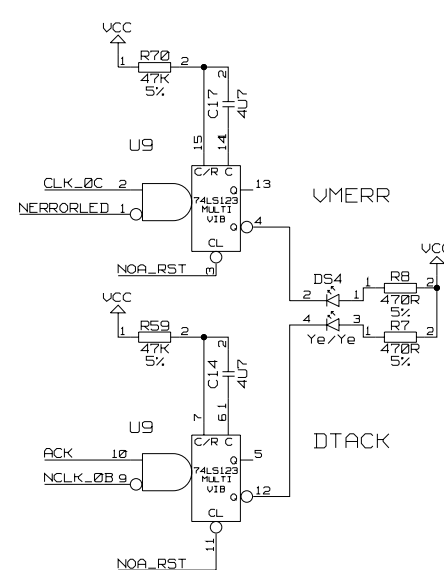 VCC
R70
1 2
47K
5%
2
C17
4U7
15
14
1
U9
C/R C
CLK_0C 2
Q 13
74LS123
MULTI
VIB
VMERR
NERRORLED 1
Q 4
CL
3
NOA_RST
VCC
DS4
R8
2 1 1 2
470R
5%
4 3 1 2
R7
Ye/Ye
470R
5%
VCC
R59
1 2
47K
5%
2
C14
4U7
7
6
1
U9
C/R C
DTACK
ACK 10
Q 5
74LS123
MULTI
VIB
NCLK_0B 9
Q 12
CL
11
NOA_RST